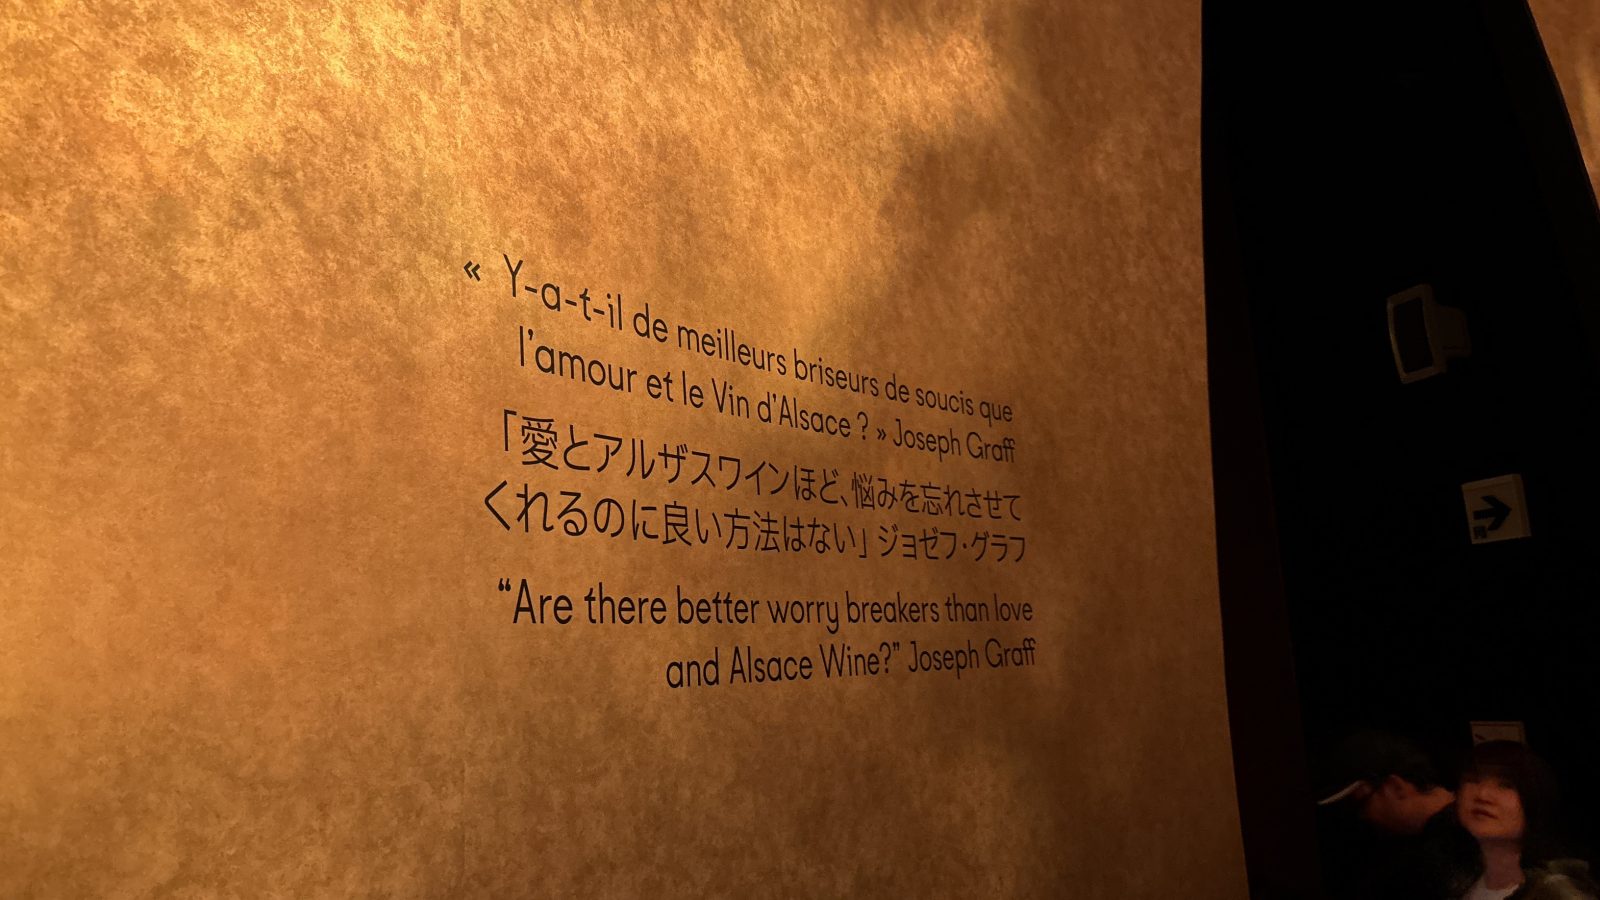 « Y-a-t-il de meilleurs briseurs de soucis que
l'amour et le Vin d'Alsace ? » Joseph Graff
「愛とアルザスワインほど、悩みを忘れさせて
くれるのに良い方法はない」 ジョゼフ・グラフ
“Are there better worry breakers than love
and Alsace Wine?” Joseph Graff